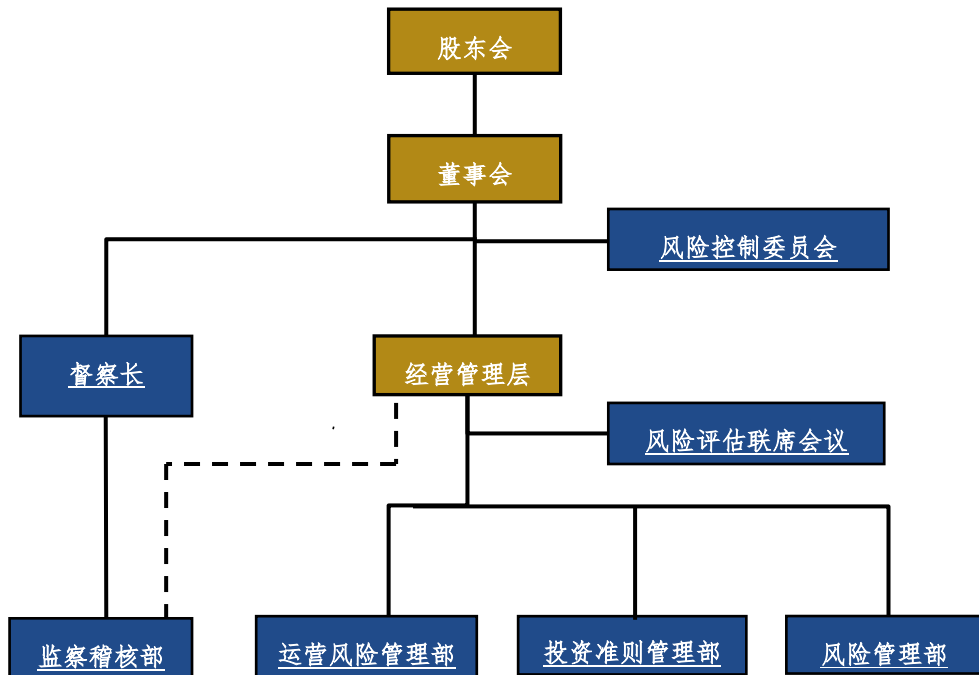 股东会
董事会
风险控制委员会
督察长
经营管理层
风险评估联席会议
监察稽核部
运营风险管理部
投资准则管理部
风险管理部